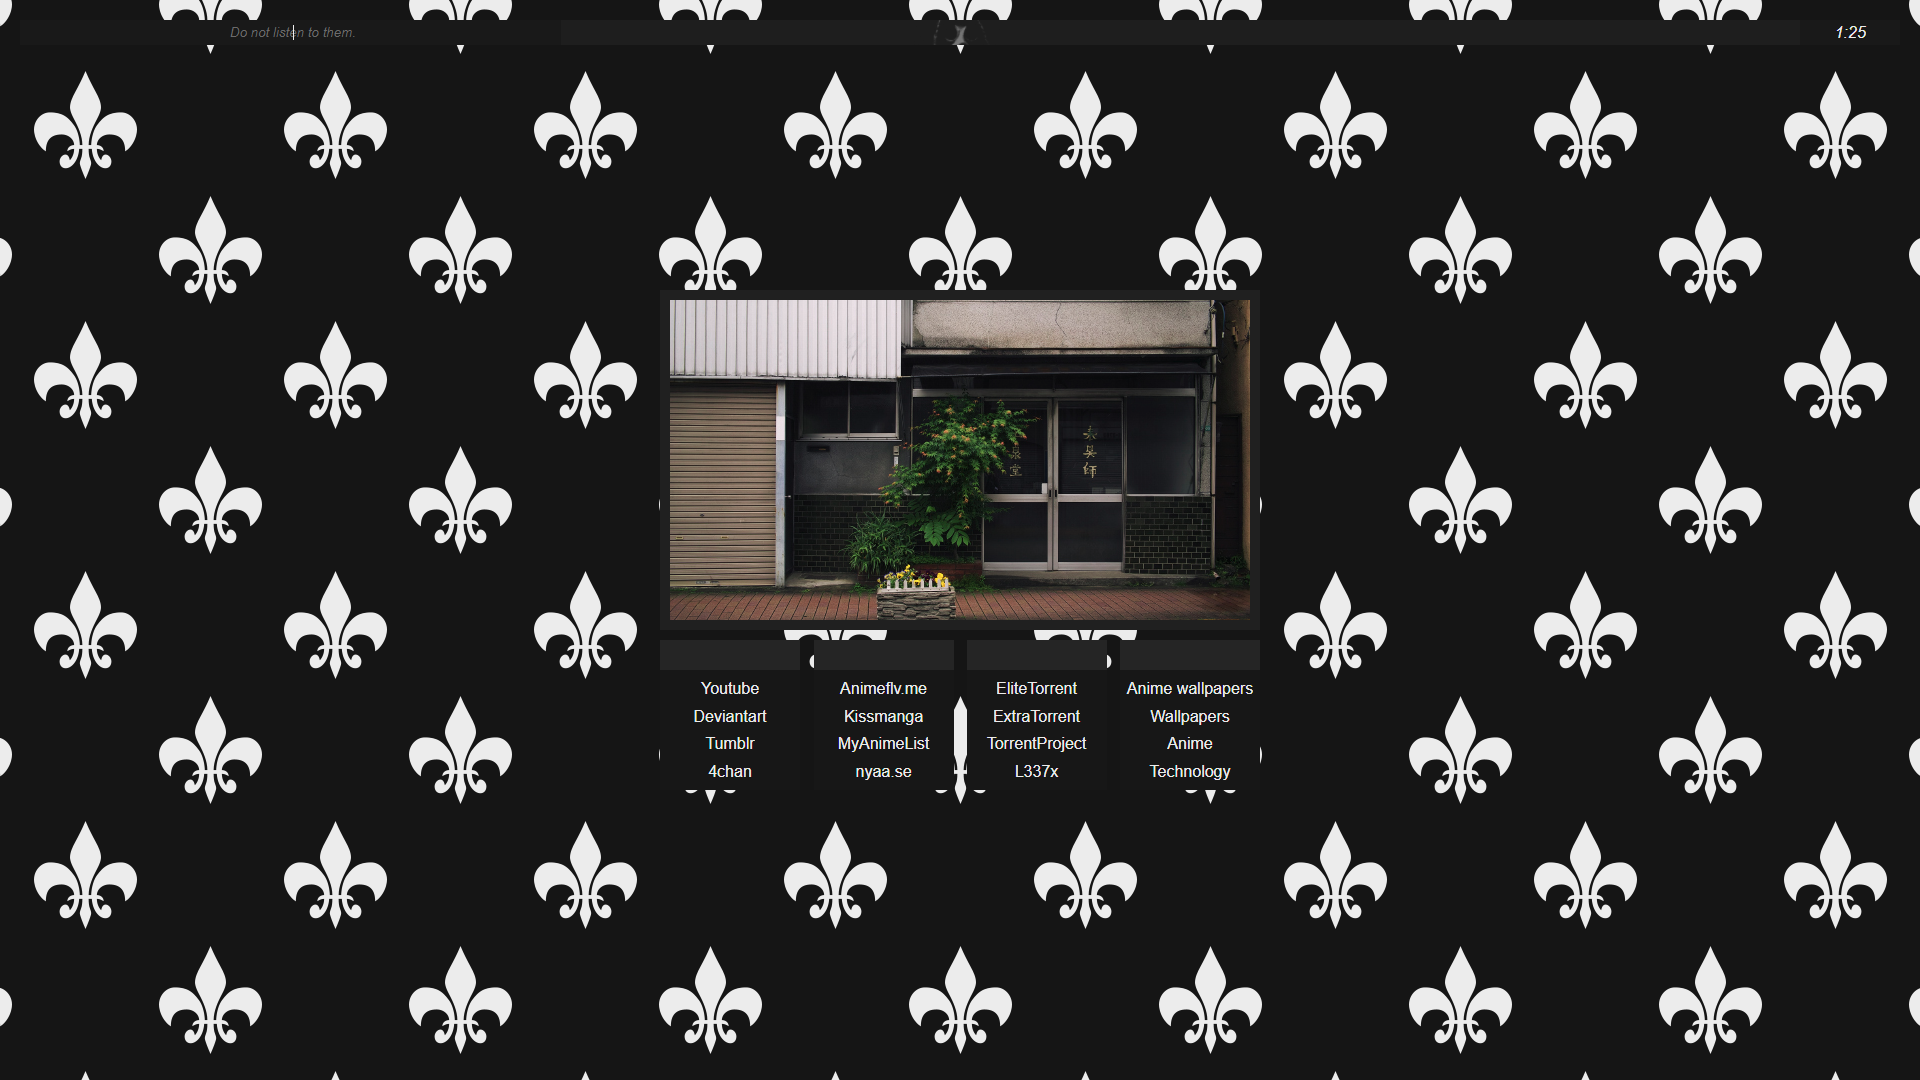 Do not listen to them.
1:25
Youtube
Deviantart
Tumblr
4chan
Animeflv.me
Kissmanga
MyAnimeList
nyaa.se
EliteTorrent
ExtraTorrent
TorrentProject
L337x
Anime wallpapers
Wallpapers
Anime
Technology